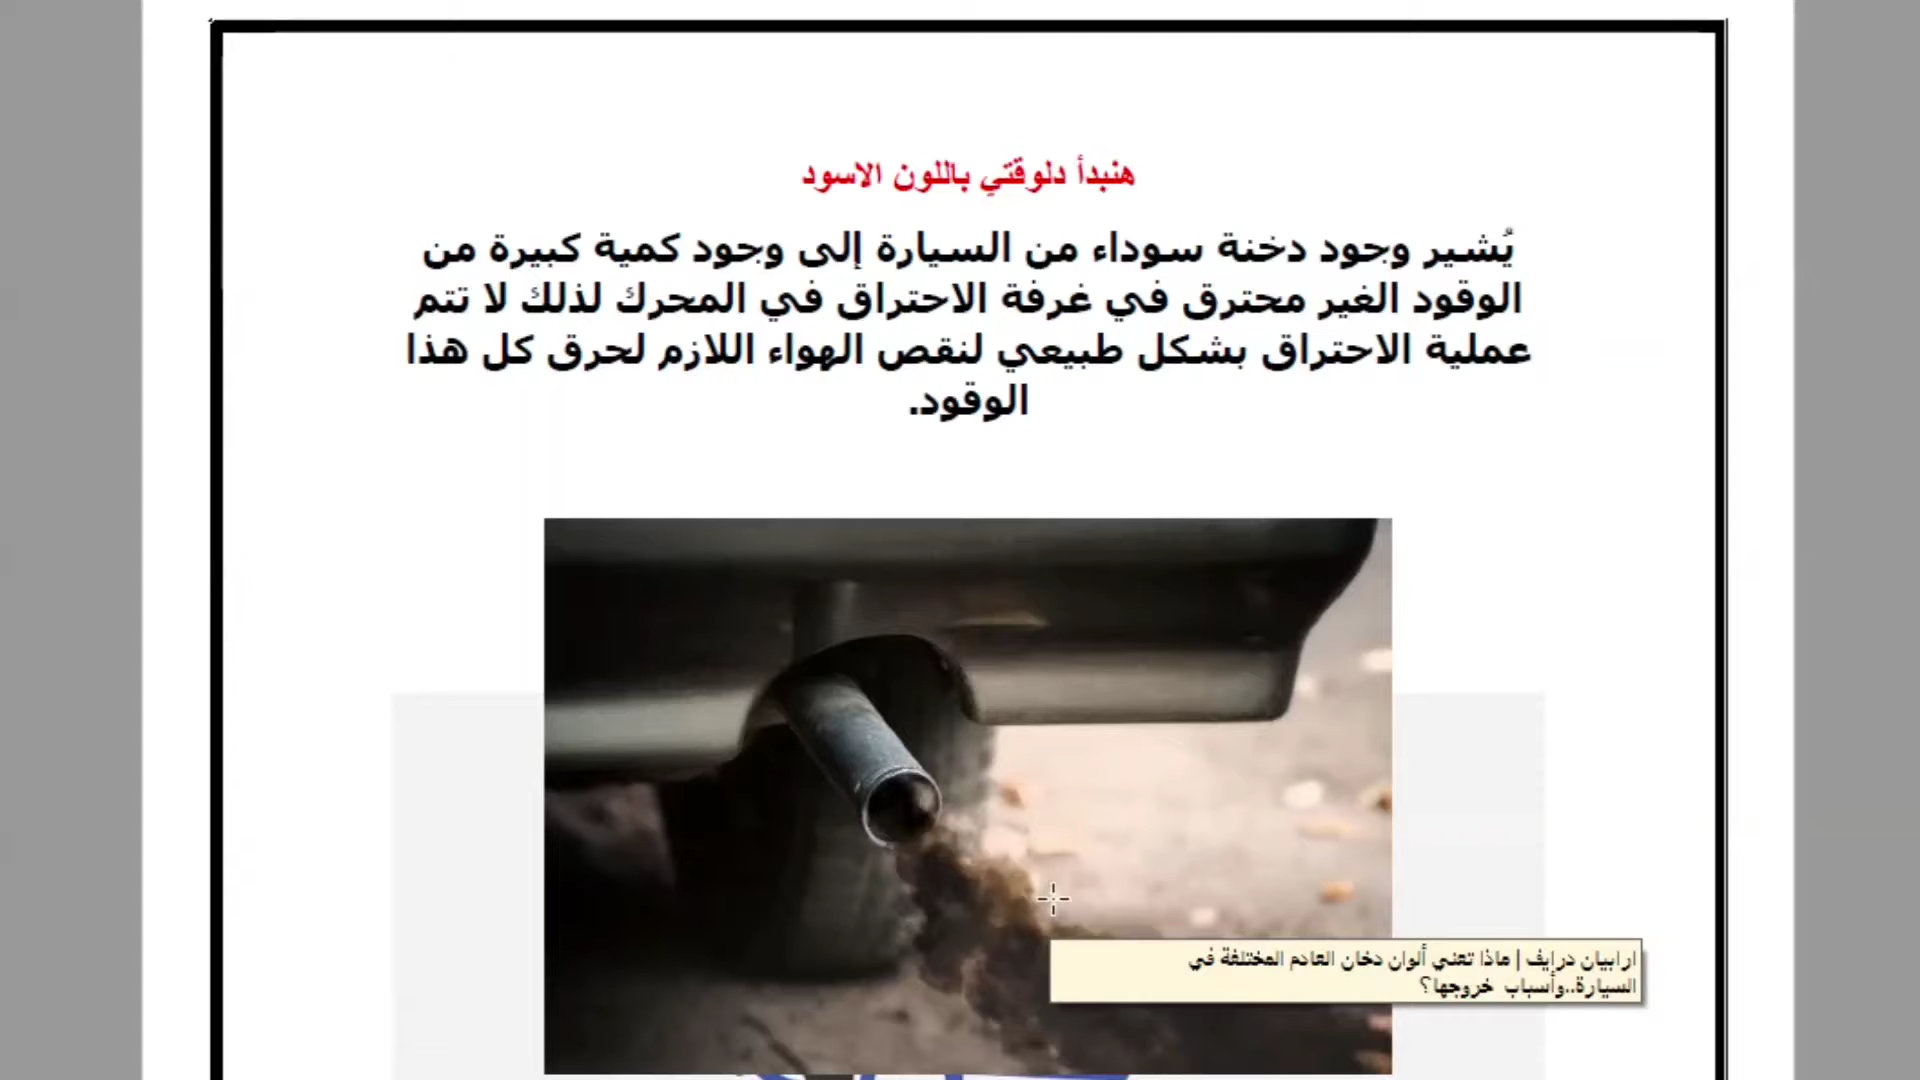 هنبدأ دلوقتي باللون الاسود
يُشير وجود دخنة سوداء من السيارة إلى وجود كمية كبيرة من
الوقود الغير محترق في غرفة الاحتراق في المحرك لذلك لا تتم
عملية الاحتراق بشكل طبيعي لنقص الهواء اللازم لحرق كل هذا
الوقود.
ارابيان درايف | ماذا تعني ألوان دخان العادم المختلفة في
السيارة..وأسباب خروجها؟